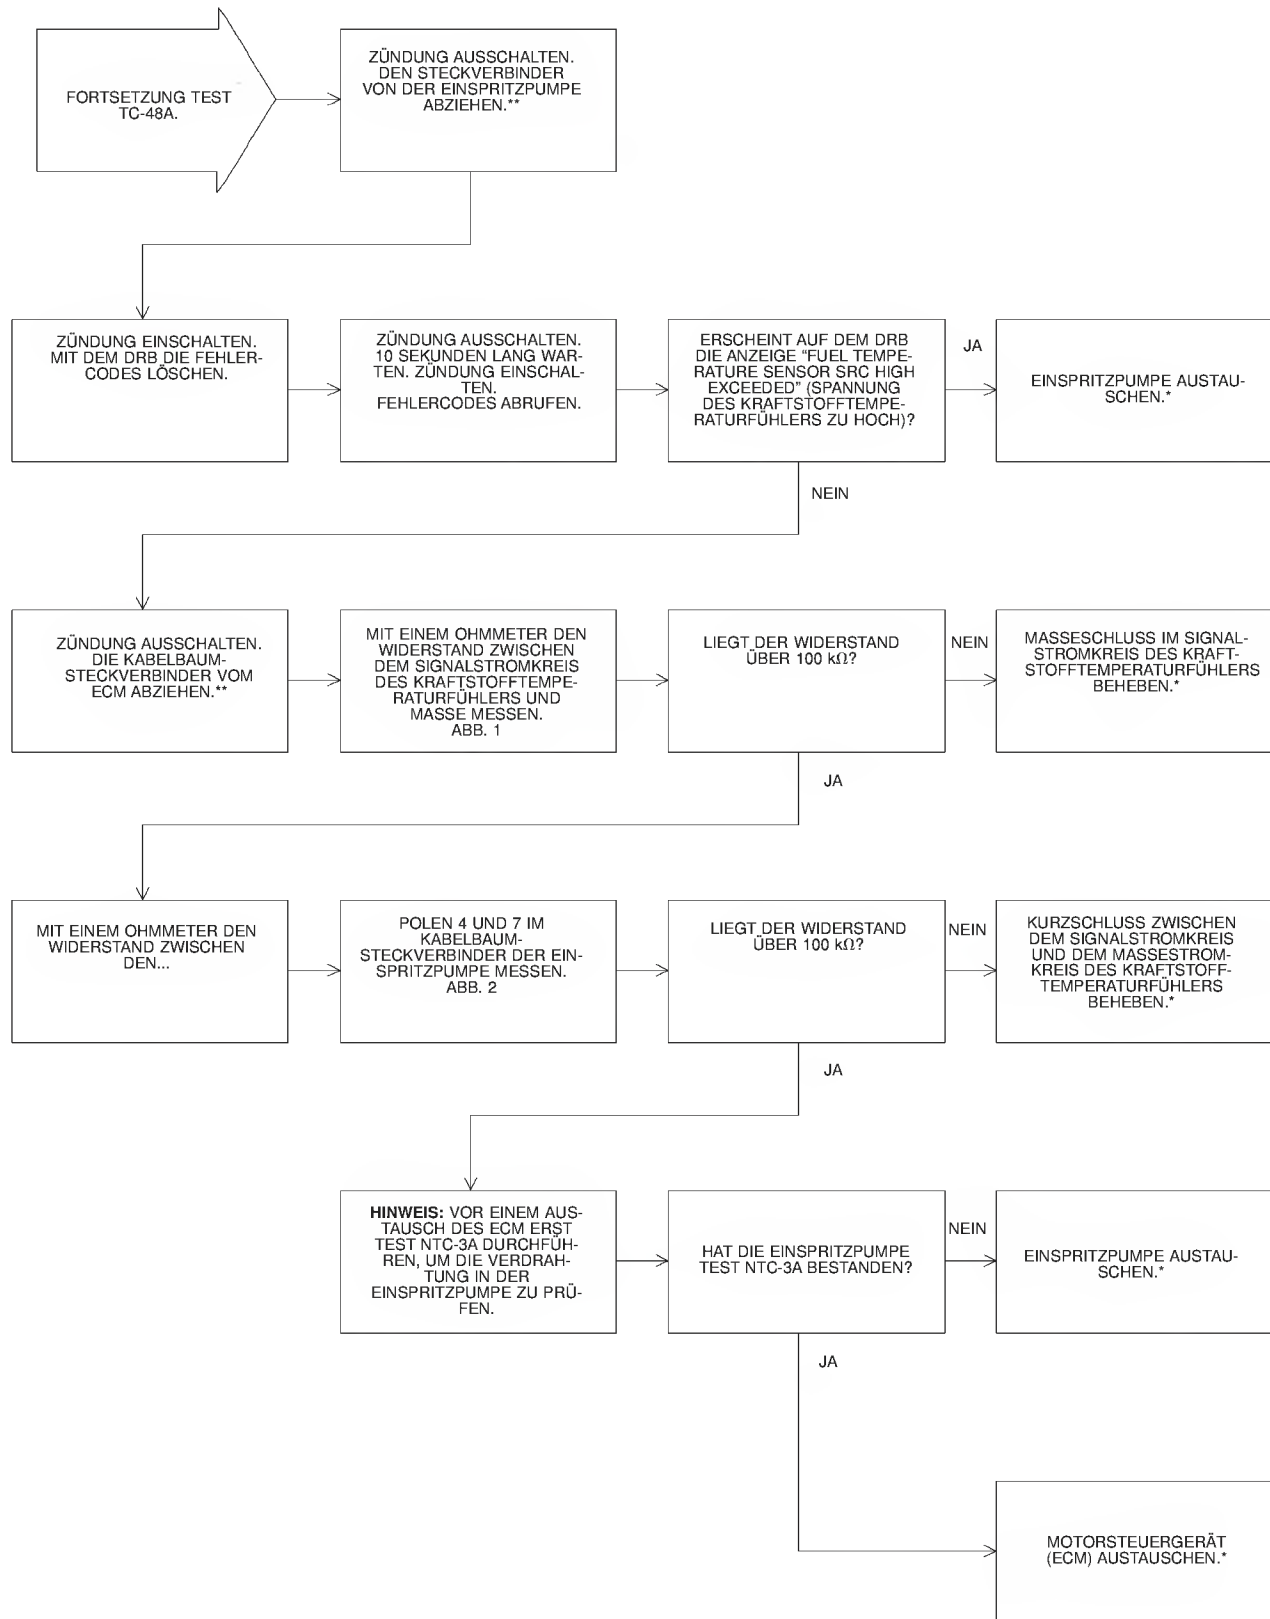 FORTSETZUNG TEST
TC-48A.
ZÜNDUNG AUSSCHALTEN.
DEN STECKVERBINDER
VON DER EINSPRITZPUMPE
ABZIEHEN.**
ZÜNDUNG EINSCHALTEN.
MIT DEM DRB DIE FEHLER-
CODES LÖSCHEN.
ZÜNDUNG AUSSCHALTEN.
10 SEKUNDEN LANG WAR-
TEN. ZÜNDUNG EINSCHAL-
TEN.
FEHLERCODES ABRUFEN.
ERSCHEINT AUF DEM DRB
DIE ANZEIGE “FUEL TEMPE-
RATURE SENSOR SRC HIGH
EXCEEDED” (SPANNUNG
DES KRAFTSTOFFTEMPE-
RATURFÜHLERS ZU HOCH)?
JA
EINSPRITZPUMPE AUSTAU-
SCHEN.*
NEIN
ZÜNDUNG AUSSCHALTEN.
DIE KABELBAUM-
STECKVERBINDER VOM
ECM ABZIEHEN.**
MIT EINEM OHMMETER DEN
WIDERSTAND ZWISCHEN
DEM SIGNALSTROMKREIS
DES KRAFTSTOFFTEMPE-
RATURFÜHLERS UND
MASSE MESSEN.
ABB. 1
LIEGT DER WIDERSTAND
ÜBER 100 kΩ?
NEIN
MASSESCHLUSS IM SIGNAL-
STROMKREIS DES KRAFT-
STOFFTEMPERATURFÜHLERS
BEHEBEN.*
JA
MIT EINEM OHMMETER DEN
WIDERSTAND ZWISCHEN
DEN...
POLEN 4 UND 7 IM
KABELBAUM-
STECKVERBINDER DER EIN-
SPRITZPUMPE MESSEN.
ABB. 2
LIEGT DER WIDERSTAND
ÜBER 100 kΩ?
NEIN
KURZSCHLUSS ZWISCHEN
DEM SIGNALSTROMKREIS
UND DEM MASSESTROM-
KREIS DES KRAFTSTOFF-
TEMPERATURFÜHLERS
BEHEBEN.*
JA
HINWEIS: VOR EINEM AUS-
TAUSCH DES ECM ERST
TEST NTC-3A DURCHFÜH-
REN, UM DIE VERDRAH-
TUNG IN DER
EINSPRITZPUMPE ZU PRÜ-
FEN.
HAT DIE EINSPRITZPUMPE
TEST NTC-3A BESTANDEN?
NEIN
EINSPRITZPUMPE AUSTAU-
SCHEN.*
JA
MOTORSTEUERGERÄT
(ECM) AUSTAUSCHEN.*